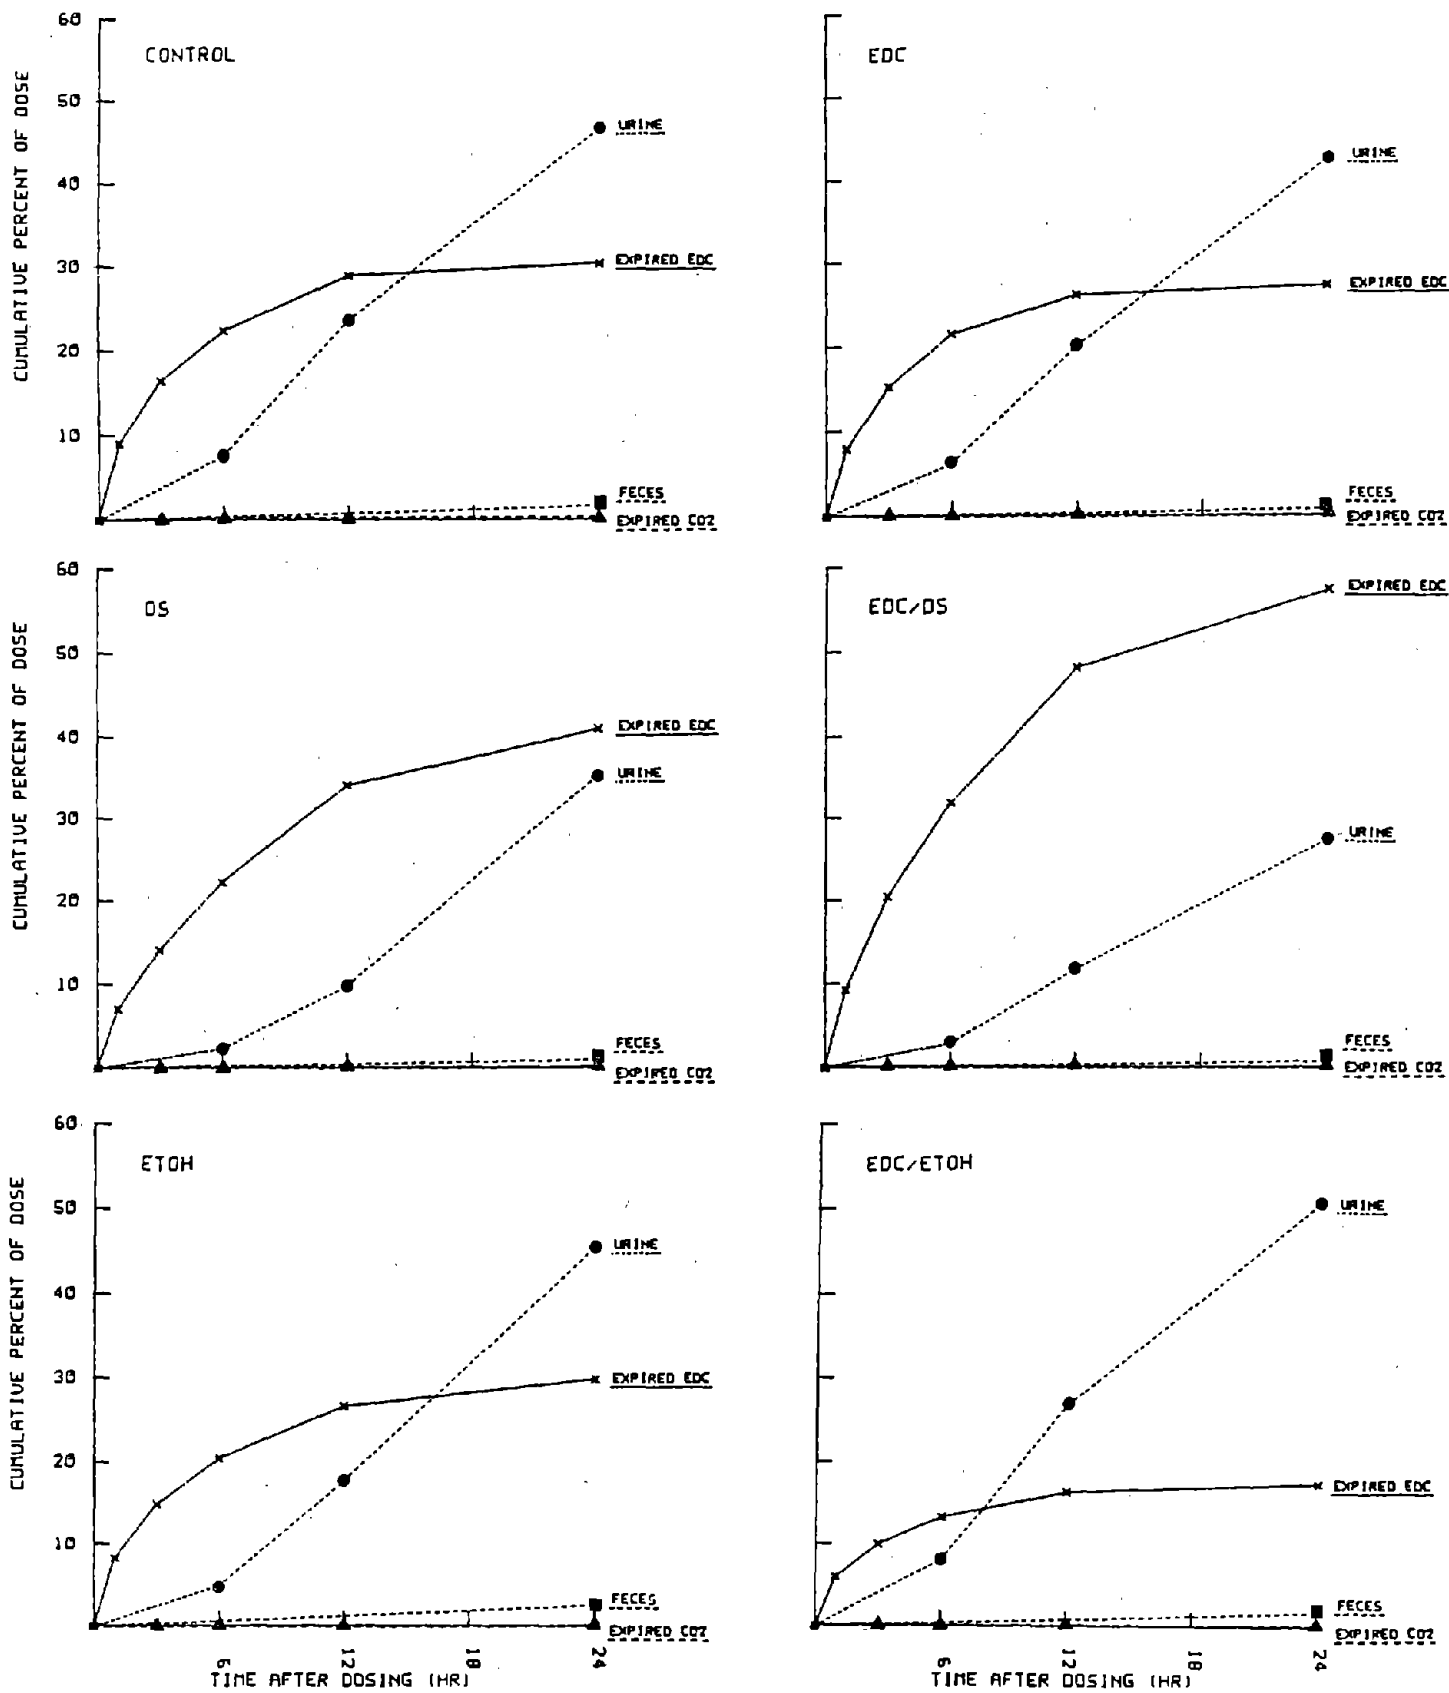 CONTROL
CUMULATIVE PERCENT OF DOSE
60
50
40
30
20
10
URINE
EXPIRED EDC
FECES
EXPIRED CO2
EDC
URINE
EXPIRED EDC
FECES
EXPIRED CO2
DS
CUMULATIVE PERCENT OF DOSE
60
50
40
30
20
10
EXPIRED EDC
URINE
FECES
EXPIRED CO2
EDC/DS
EXPIRED EDC
URINE
FECES
EXPIRED CO2
ETOH
CUMULATIVE PERCENT OF DOSE
60
50
40
30
20
10
URINE
EXPIRED EDC
FECES
EXPIRED CO2
6 12 18 24
TIME AFTER DOSING (HR)
EDC/ETOH
URINE
EXPIRED EDC
FECES
EXPIRED CO2
6 12 18 24
TIME AFTER DOSING (HR)